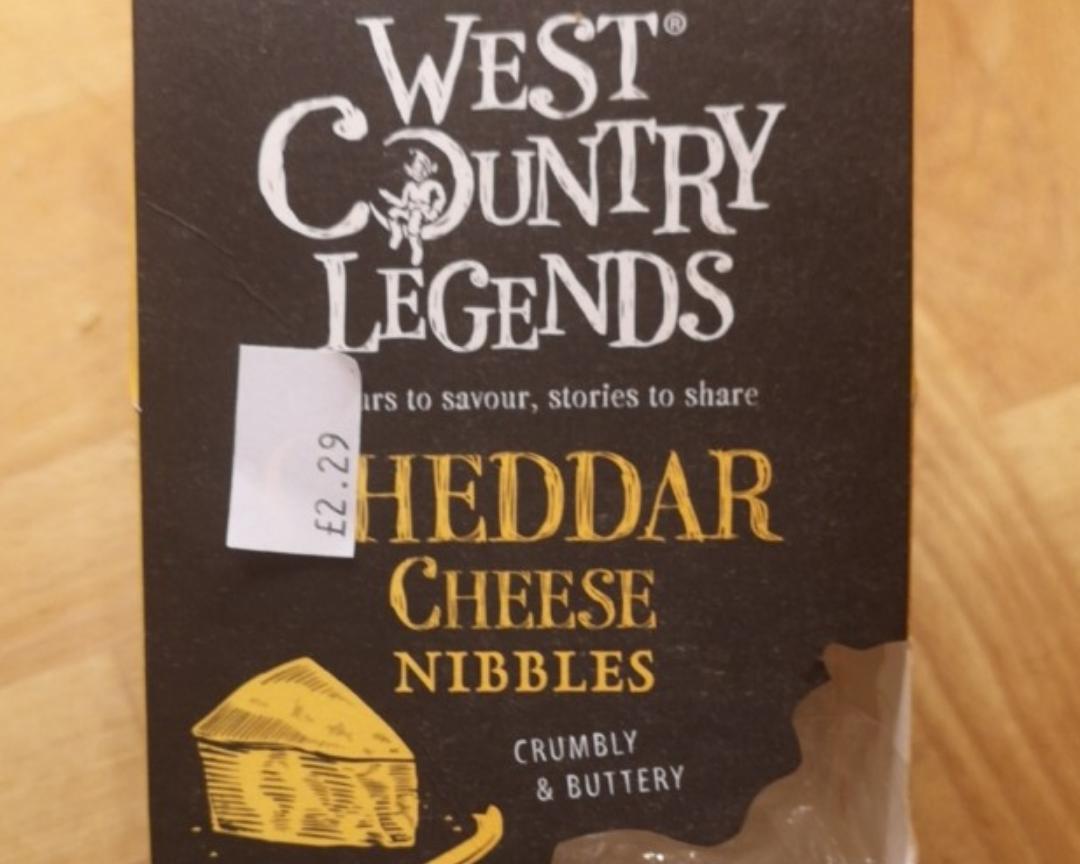 WEST®
COUNTRY
LEGENDS
urs to savour, stories to share
£2.29
HEDDAR
CHEESE
NIBBLES
CRUMBLY
& BUTTERY